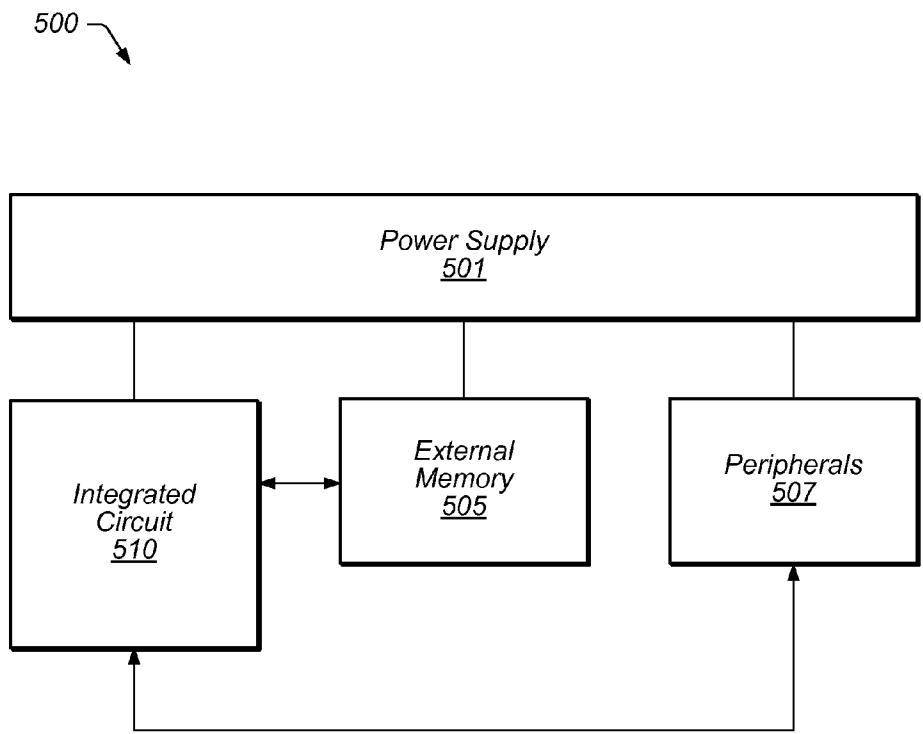 500
Power Supply
501
Integrated
Circuit
510
External
Memory
505
Peripherals
507